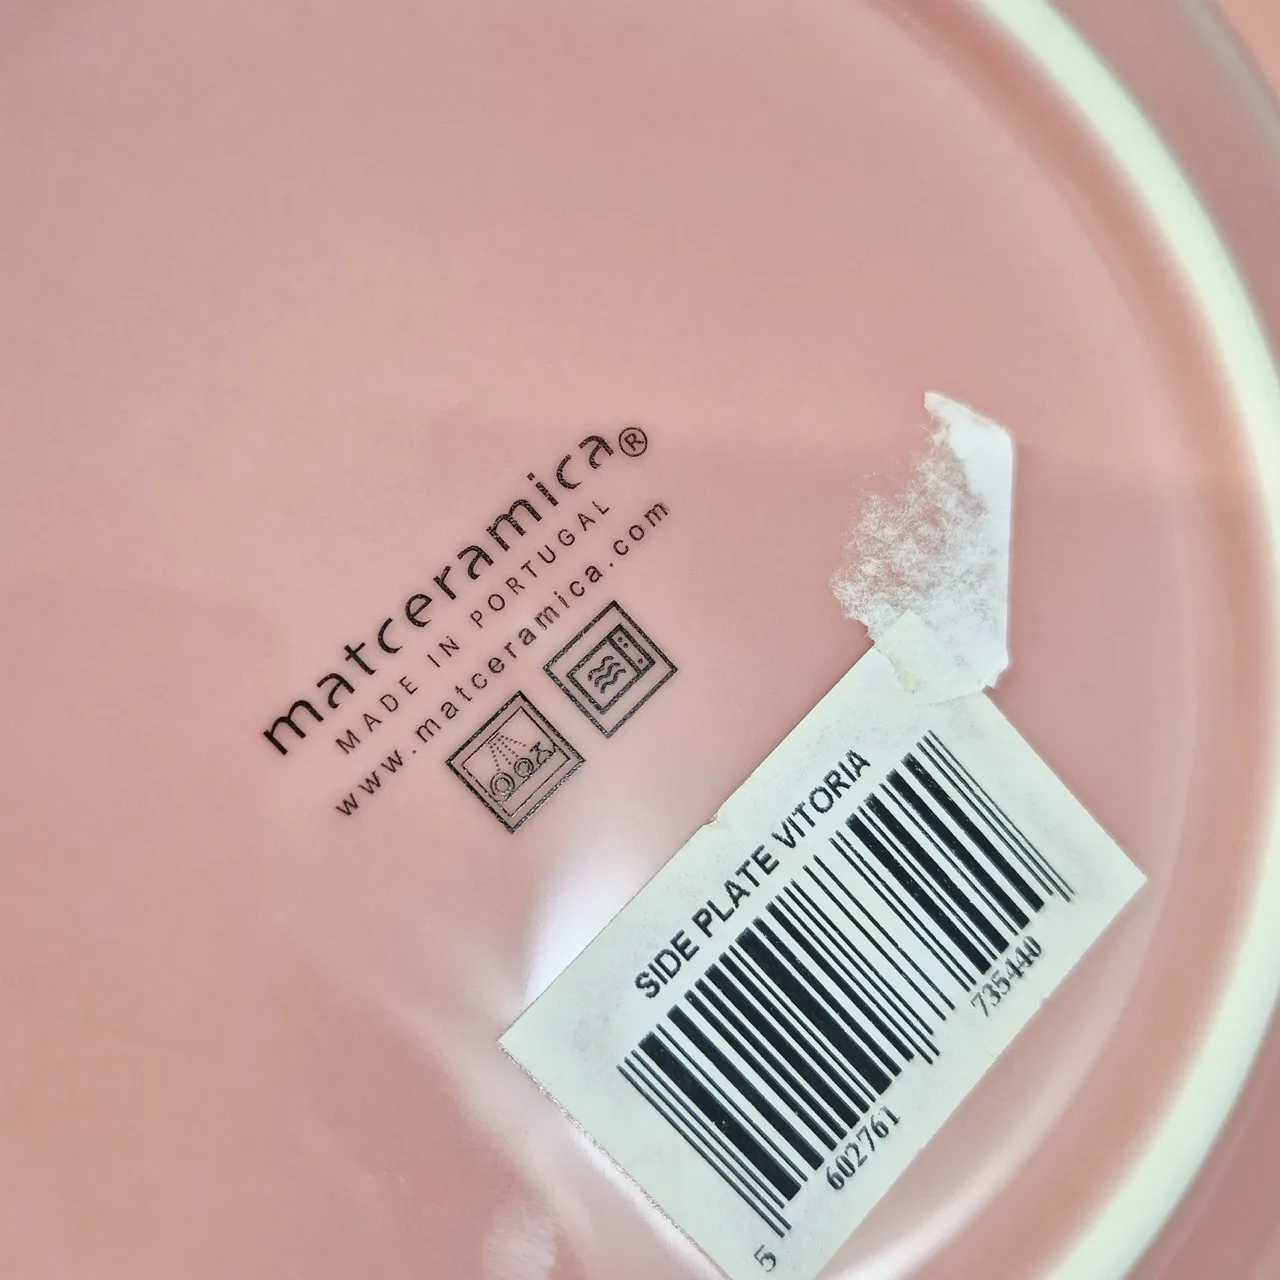 matceramica®
MADE IN PORTUGAL
www.matceramica.com
SIDE PLATE VITORIA
5 602761 735440